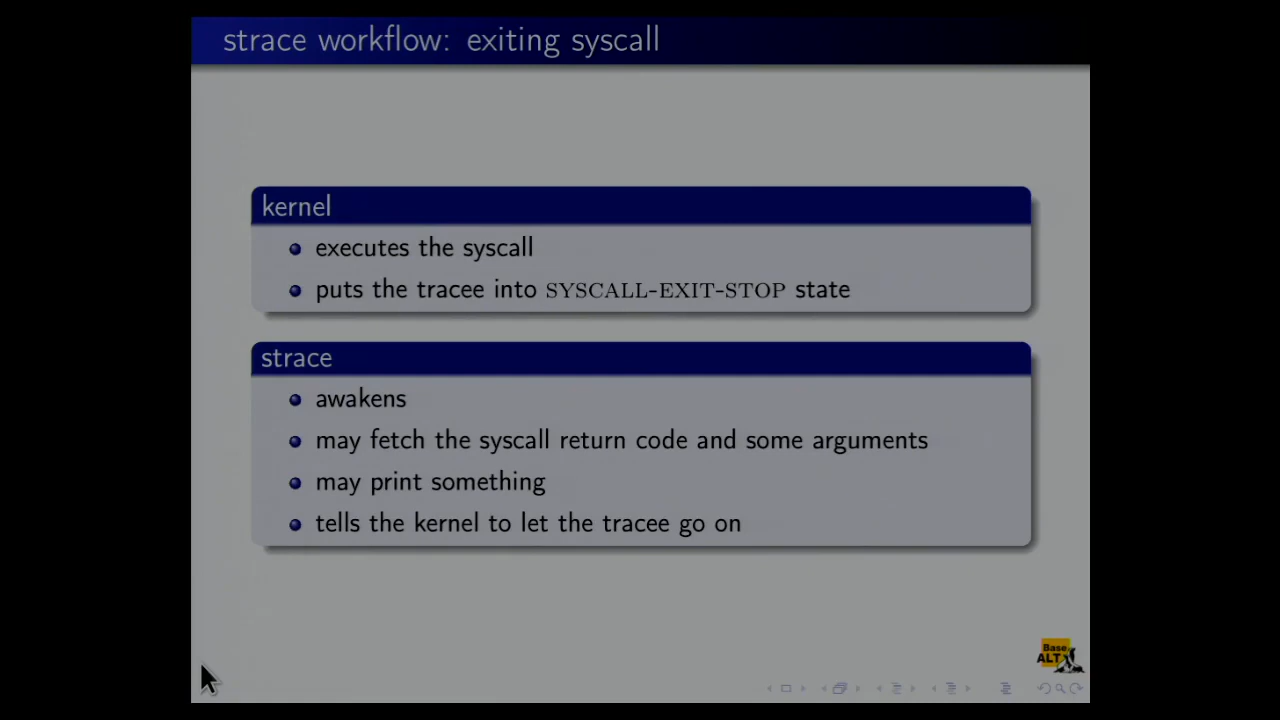 strace workflow: exiting syscall
kernel
executes the syscall
puts the tracee into SYSCALL-EXIT-STOP state
strace
awakens
may fetch the syscall return code and some arguments
may print something
tells the kernel to let the tracee go on
Base
ALT